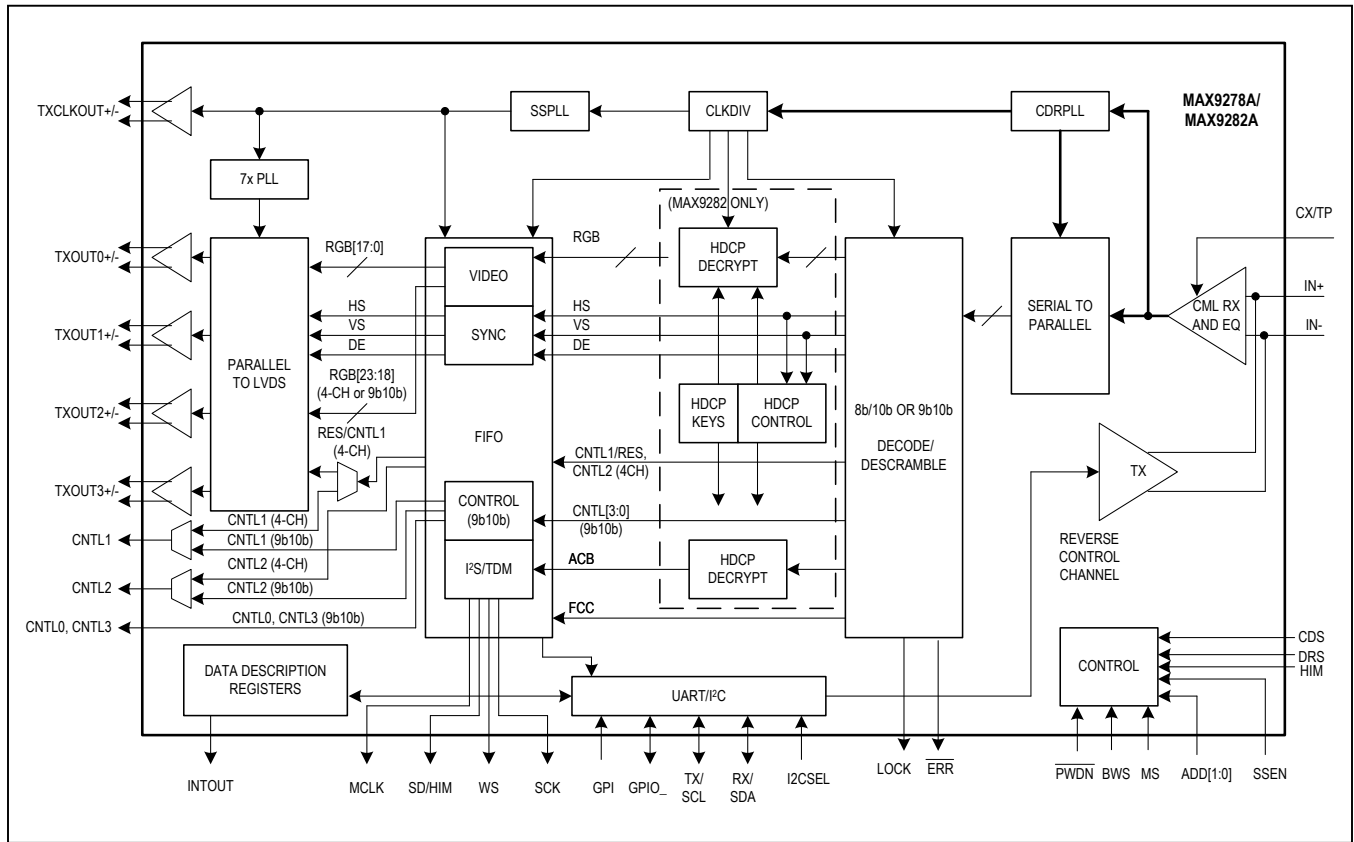 MAX9278A/
MAX9282A
TXCLKOUT+/-
SSPLL
CLKDIV
CDRPLL
7x PLL
(MAX9282 ONLY)
CX/TP
TXOUT0+/-
RGB[17:0]
VIDEO
RGB
HDCP
DECRYPT
IN+
IN-
CML RX
AND EQ
SERIAL TO
PARALLEL
TXOUT1+/-
HS
VS
DE
SYNC
HS
VS
DE
PARALLEL
TO LVDS
RGB[23:18]
(4-CH or 9b10b)
TXOUT2+/-
HDCP
KEYS
HDCP
CONTROL
8b/10b OR 9b10b
DECODE/
DESCRAMBLE
RES/CNTL1
(4-CH)
FIFO
CNTL1/RES,
CNTL2 (4CH)
TX
TXOUT3+/-
CONTROL
(9b10b)
CNTL[3:0]
(9b10b)
CNTL1 (4-CH)
CNTL1
CNTL1 (9b10b)
REVERSE
CONTROL
CHANNEL
CNTL2 (4-CH)
I²S/TDM
ACB
HDCP
DECRYPT
CNTL2
CNTL2 (9b10b)
CNTL0, CNTL3
CNTL0, CNTL3 (9b10b)
FCC
CDS
DRS
HIM
CONTROL
DATA DESCRIPTION
REGISTERS
UART/I²C
INTOUT
MCLK
SD/HIM
WS
SCK
GPI
GPIO_
TX/
SCL
RX/
SDA
I2CSEL
LOCK
ERR
PWDN
BWS
MS
ADD[1:0]
SSEN